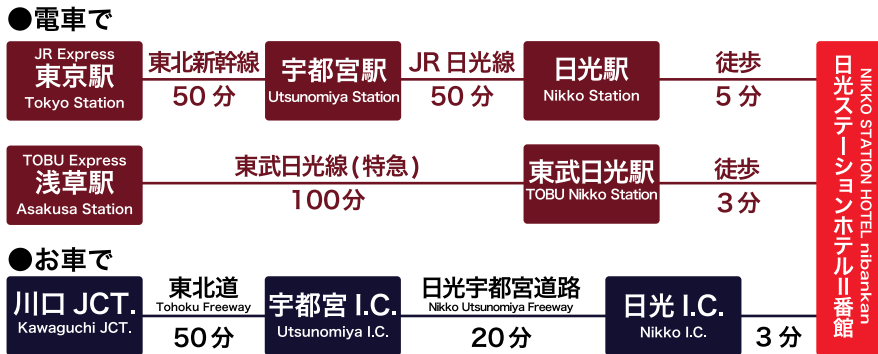 ●電車で
JR Express
東京駅
Tokyo Station
東北新幹線
50分
宇都宮駅
Utsunomiya Station
JR日光線
50分
日光駅
Nikko Station
徒歩
5分
TOBU Express
浅草駅
Asakusa Station
東武日光線(特急)
100分
東武日光駅
TOBU Nikko Station
徒歩
3分
●お車で
川口 JCT.
Kawaguchi JCT.
東北道
Tohoku Freeway
50分
宇都宮 I.C.
Utsunomiya I.C.
日光宇都宮道路
Nikko Utsunomiya Freeway
20分
日光 I.C.
Nikko I.C.
3分
NIKKO STATION HOTEL nibankan
日光ステーションホテルⅡ番館